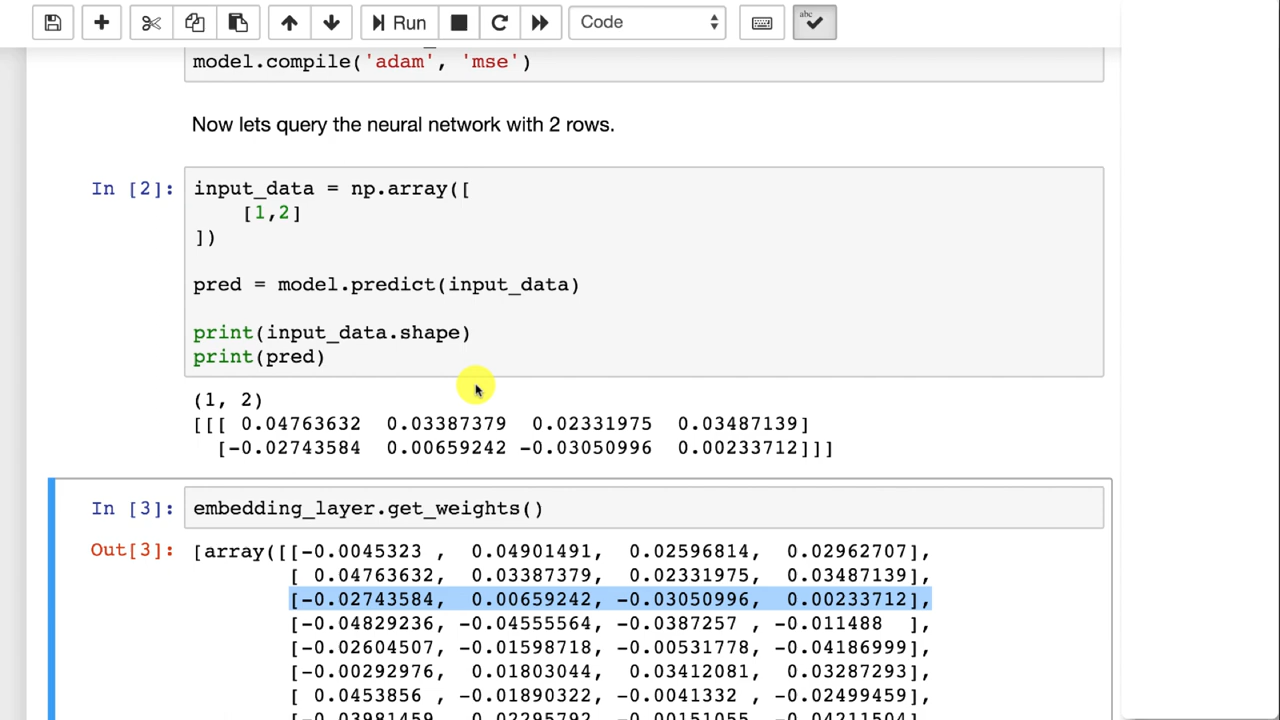 Run
Code
abc
model.compile('adam', 'mse')
Now lets query the neural network with 2 rows.
In [2]:
input_data = np.array([
[1,2]
])
pred = model.predict(input_data)
print(input_data.shape)
print(pred)
(1, 2)
[[[ 0.04763632 0.03387379 0.02331975 0.03487139]
[-0.02743584 0.00659242 -0.03050996 0.00233712]]]
In [3]:
embedding_layer.get_weights()
Out[3]:
[array([[-0.0045323 , 0.04901491, 0.02596814, 0.02962707],
[ 0.04763632, 0.03387379, 0.02331975, 0.03487139],
[-0.02743584, 0.00659242, -0.03050996, 0.00233712],
[-0.04829236, -0.04555564, -0.0387257 , -0.011488 ],
[-0.02604507, -0.01598718, -0.00531778, -0.04186999],
[-0.00292976, 0.01803044, 0.03412081, 0.03287293],
[ 0.0453856 , -0.01890322, -0.0041332 , -0.02499459],